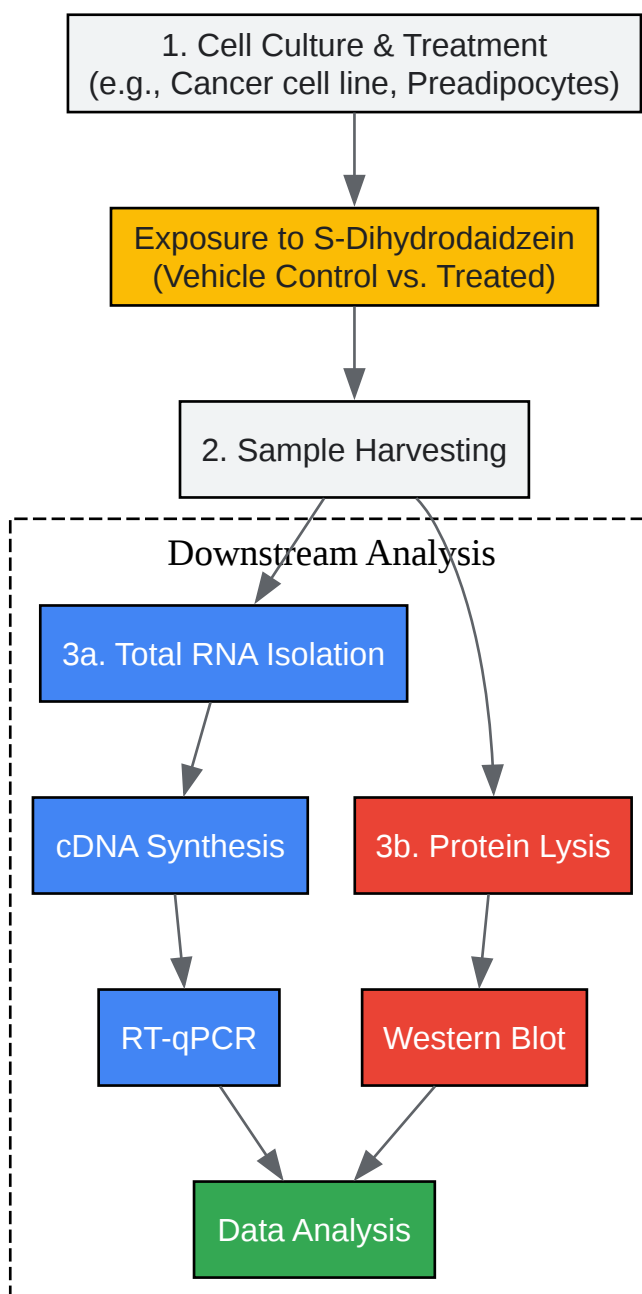 1. Cell Culture & Treatment
(e.g., Cancer cell line, Preadipocytes)
Exposure to S-Dihydrodaidzein
(Vehicle Control vs. Treated)
2. Sample Harvesting
Downstream Analysis
3a. Total RNA Isolation
cDNA Synthesis
3b. Protein Lysis
RT-qPCR
Western Blot
Data Analysis